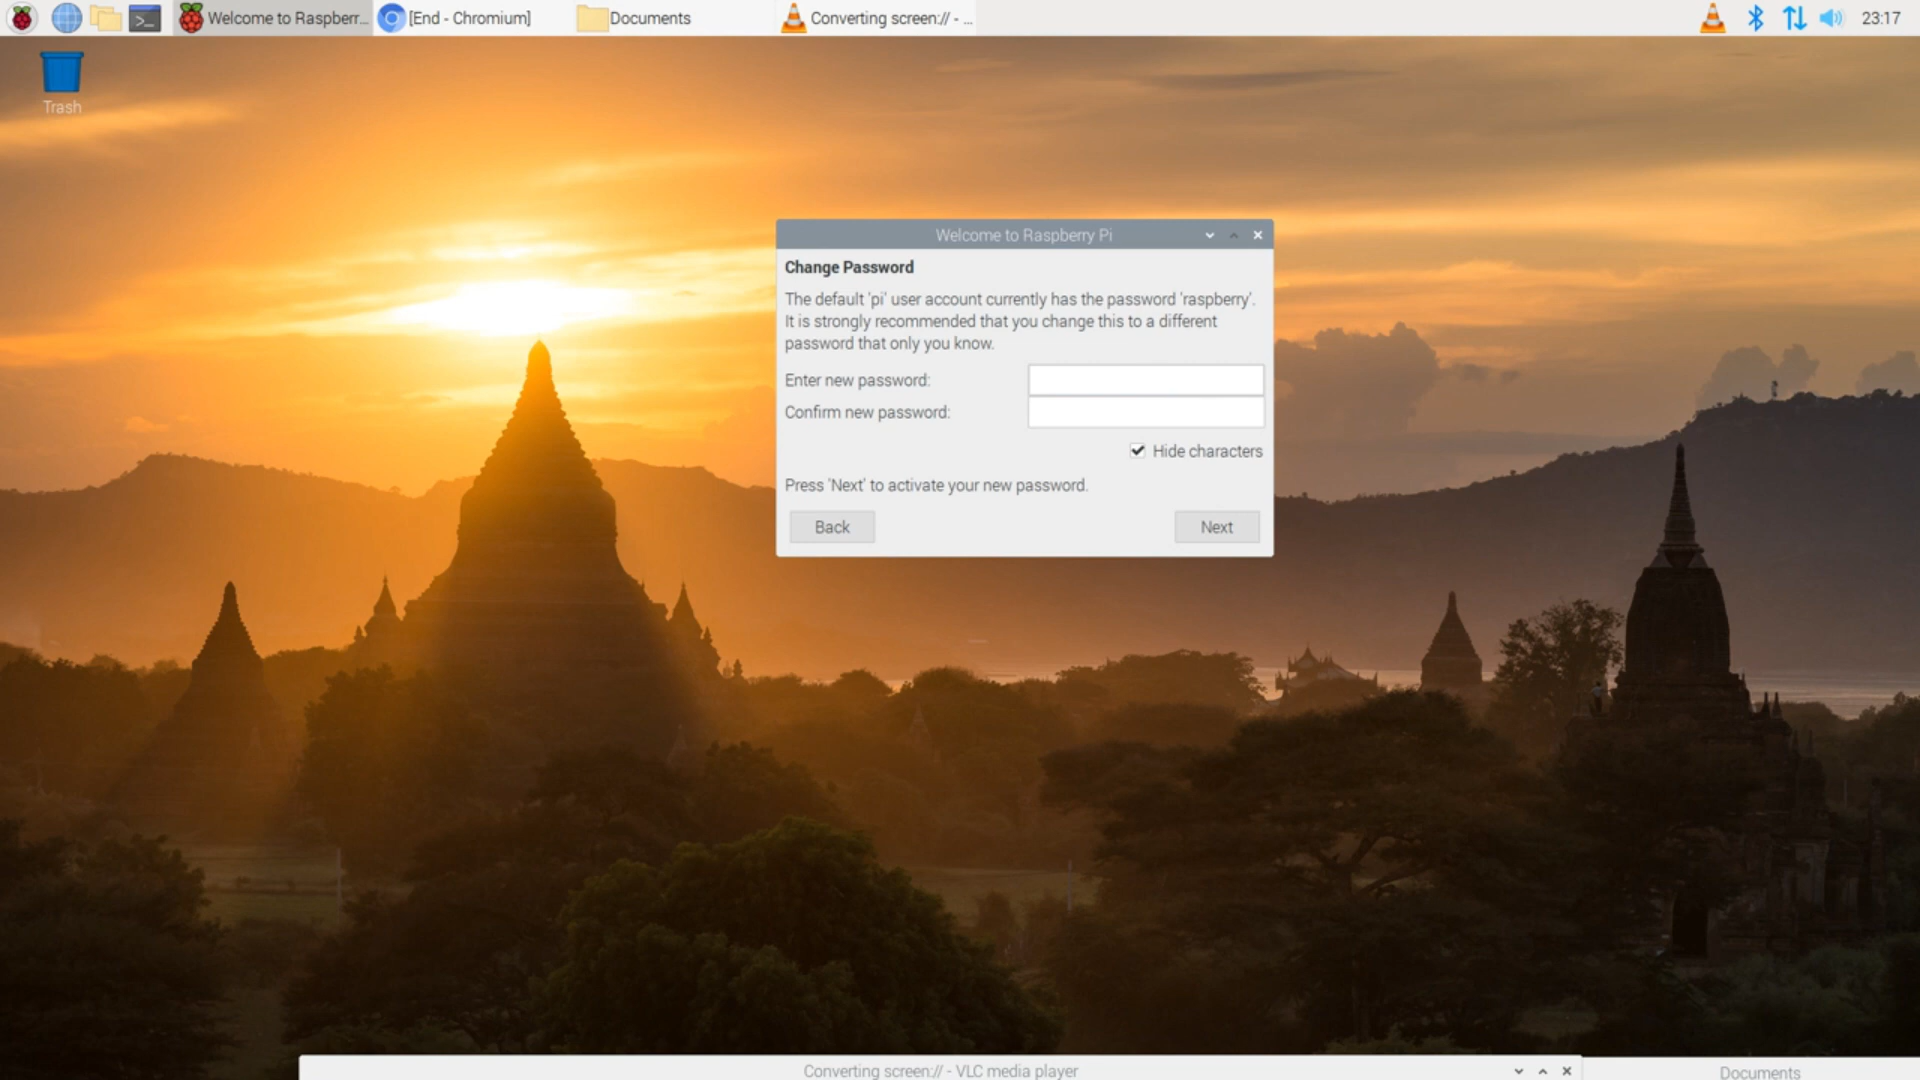 Welcome to Raspberr...
[End - Chromium]
Documents
Converting screen:// - ...
23:17
Trash
Welcome to Raspberry Pi
Change Password
The default 'pi' user account currently has the password 'raspberry'.
It is strongly recommended that you change this to a different
password that only you know.
Enter new password:
Confirm new password:
Hide characters
Press 'Next' to activate your new password.
Back
Next
Converting screen:// - VLC media player
Documents